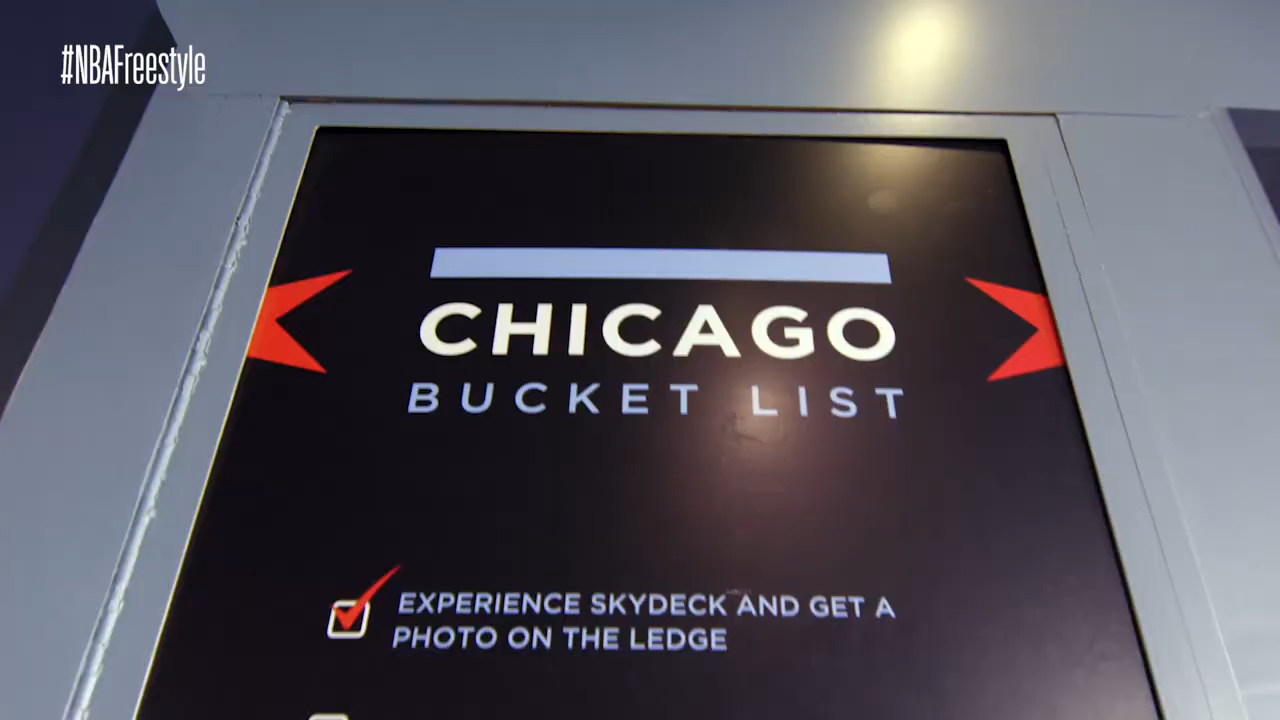 #NBAFreestyle
CHICAGO
BUCKET LIST
EXPERIENCE SKYDECK AND GET A
PHOTO ON THE LEDGE